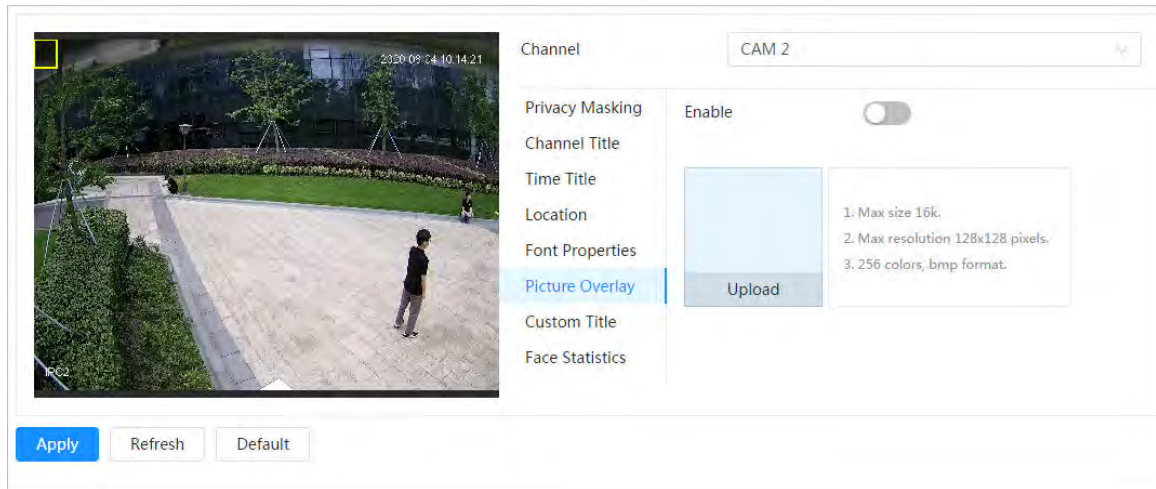 2020-08-04 10:14:21
IPC2
Channel
CAM 2
Privacy Masking
Channel Title
Time Title
Location
Font Properties
Picture Overlay
Custom Title
Face Statistics
Enable
Upload
1. Max size 16k.
2. Max resolution 128x128 pixels.
3. 256 colors, bmp format.
Apply
Refresh
Default